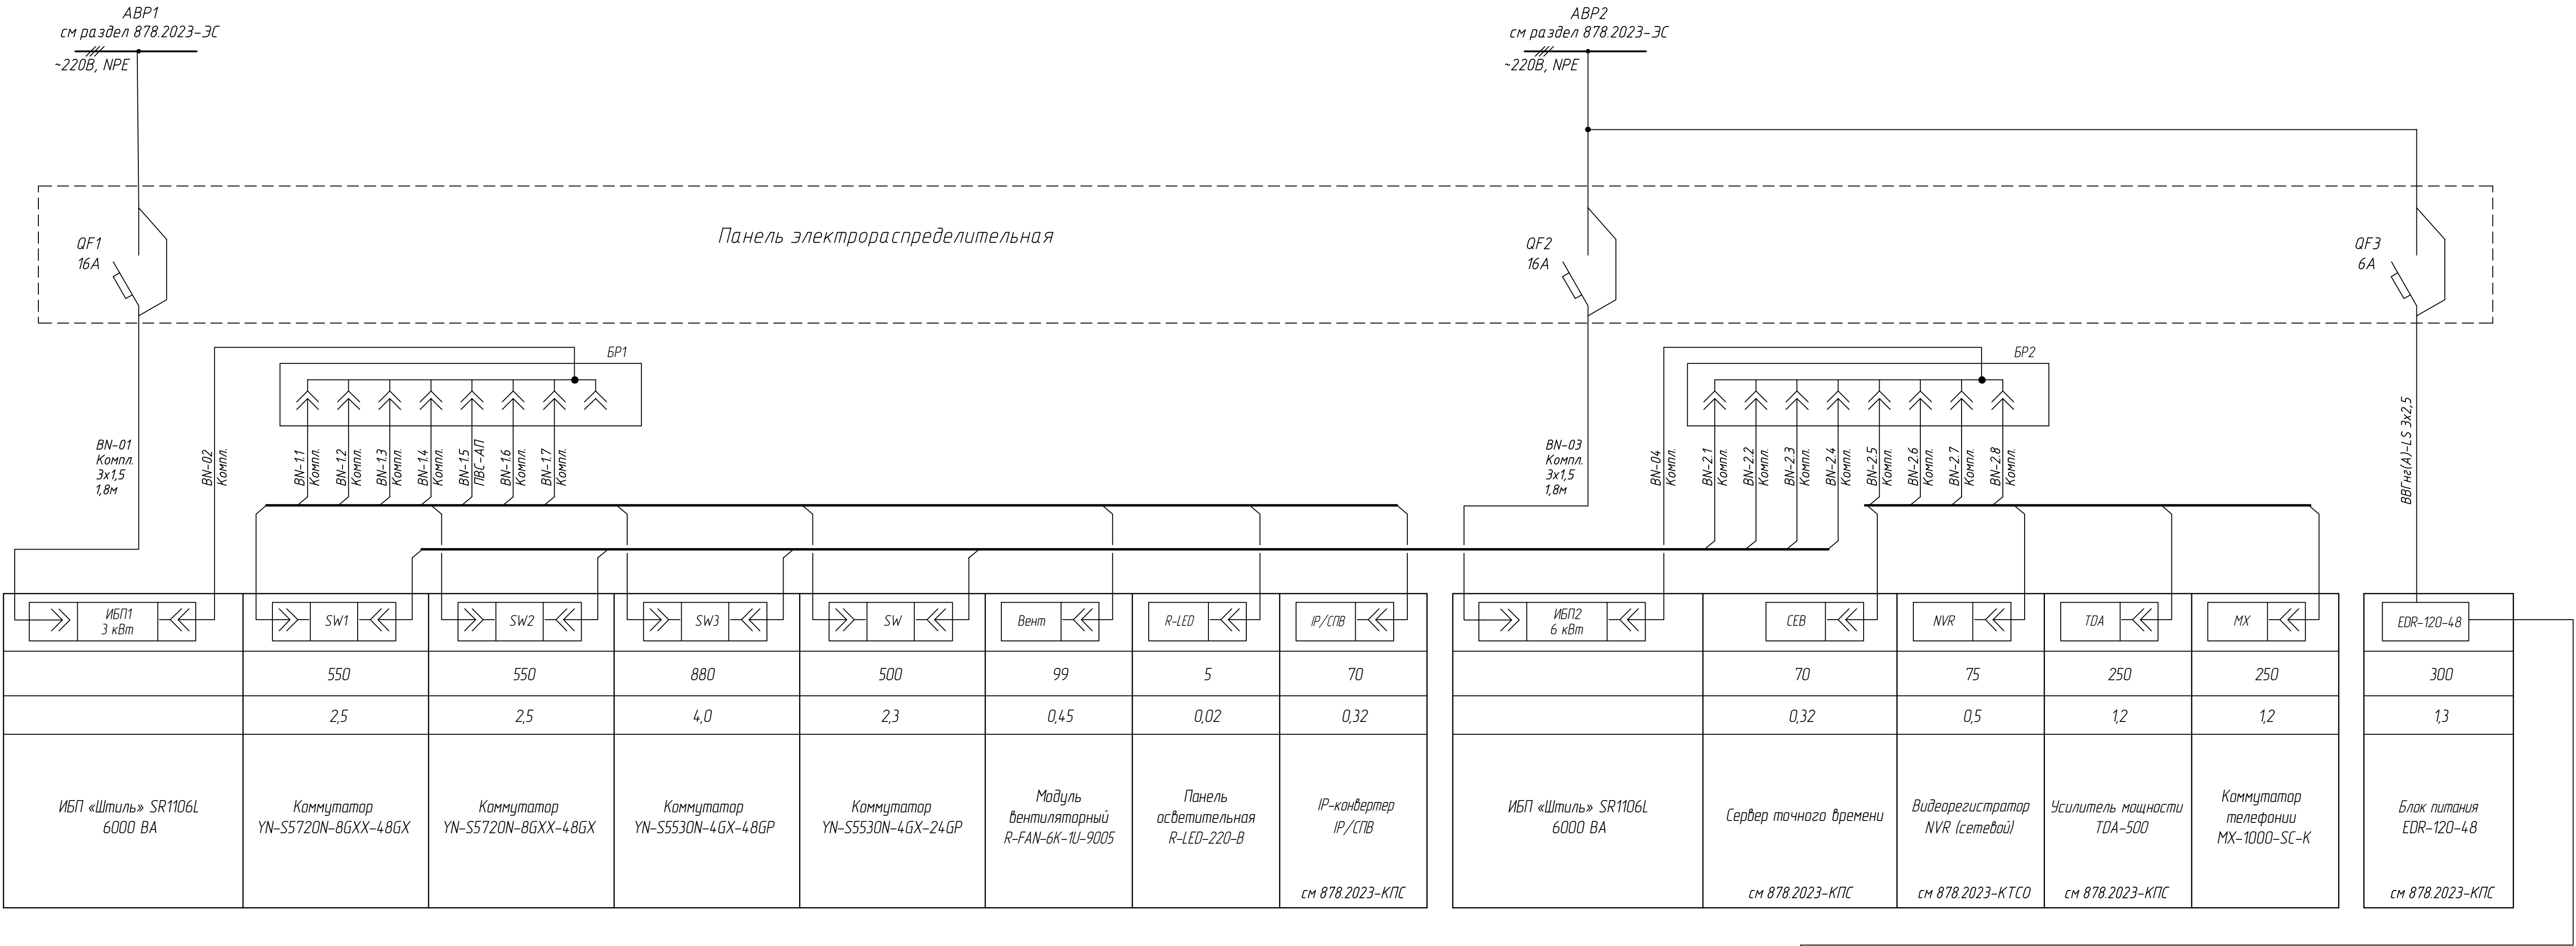 АВР1
см раздел 878.2023-ЭС
~220В, NPE
АВР2
см раздел 878.2023-ЭС
~220В, NPE
Панель электрораспределительная
QF1
16А
QF2
16А
QF3
6А
БР1
БР2
BN-01
Компл.
3х1,5
1,8м
BN-02
Компл.
BN-1.1
Компл.
BN-1.2
Компл.
BN-1.3
Компл.
BN-1.4
Компл.
BN-1.5
ПВС-АП
BN-1.6
Компл.
BN-1.7
Компл.
BN-03
Компл.
3х1,5
1,8м
BN-04
Компл.
BN-2.1
Компл.
BN-2.2
Компл.
BN-2.3
Компл.
BN-2.4
Компл.
BN-2.5
Компл.
BN-2.6
Компл.
BN-2.7
Компл.
BN-2.8
Компл.
ВВГнг(А)-LS 3х2,5
ИБП1
3 кВт
SW1
SW2
SW3
SW
Вент
R-LED
IP/СПВ
ИБП2
6 кВт
СЕВ
NVR
TDA
MX
EDR-120-48
550
550
880
500
99
5
70
70
75
250
250
300
2,5
2,5
4,0
2,3
0,45
0,02
0,32
0,32
0,5
1,2
1,2
1,3
ИБП «Штиль» SR1106L
6000 ВА
Коммутатор
YN-S5720N-8GXX-48GX
Коммутатор
YN-S5720N-8GXX-48GX
Коммутатор
YN-S5530N-4GX-48GP
Коммутатор
YN-S5530N-4GX-24GP
Модуль
вентиляторный
R-FAN-6K-1U-9005
Панель
осветительная
R-LED-220-B
IP-конвертер
IP/СПВ
см 878.2023-КПС
ИБП «Штиль» SR1106L
6000 ВА
Сервер точного времени
см 878.2023-КПС
Видеорегистратор
NVR (сетевой)
см 878.2023-КТСО
Усилитель мощности
TDA-500
см 878.2023-КПС
Коммутатор
телефонии
MX-1000-SC-K
Блок питания
EDR-120-48
см 878.2023-КПС